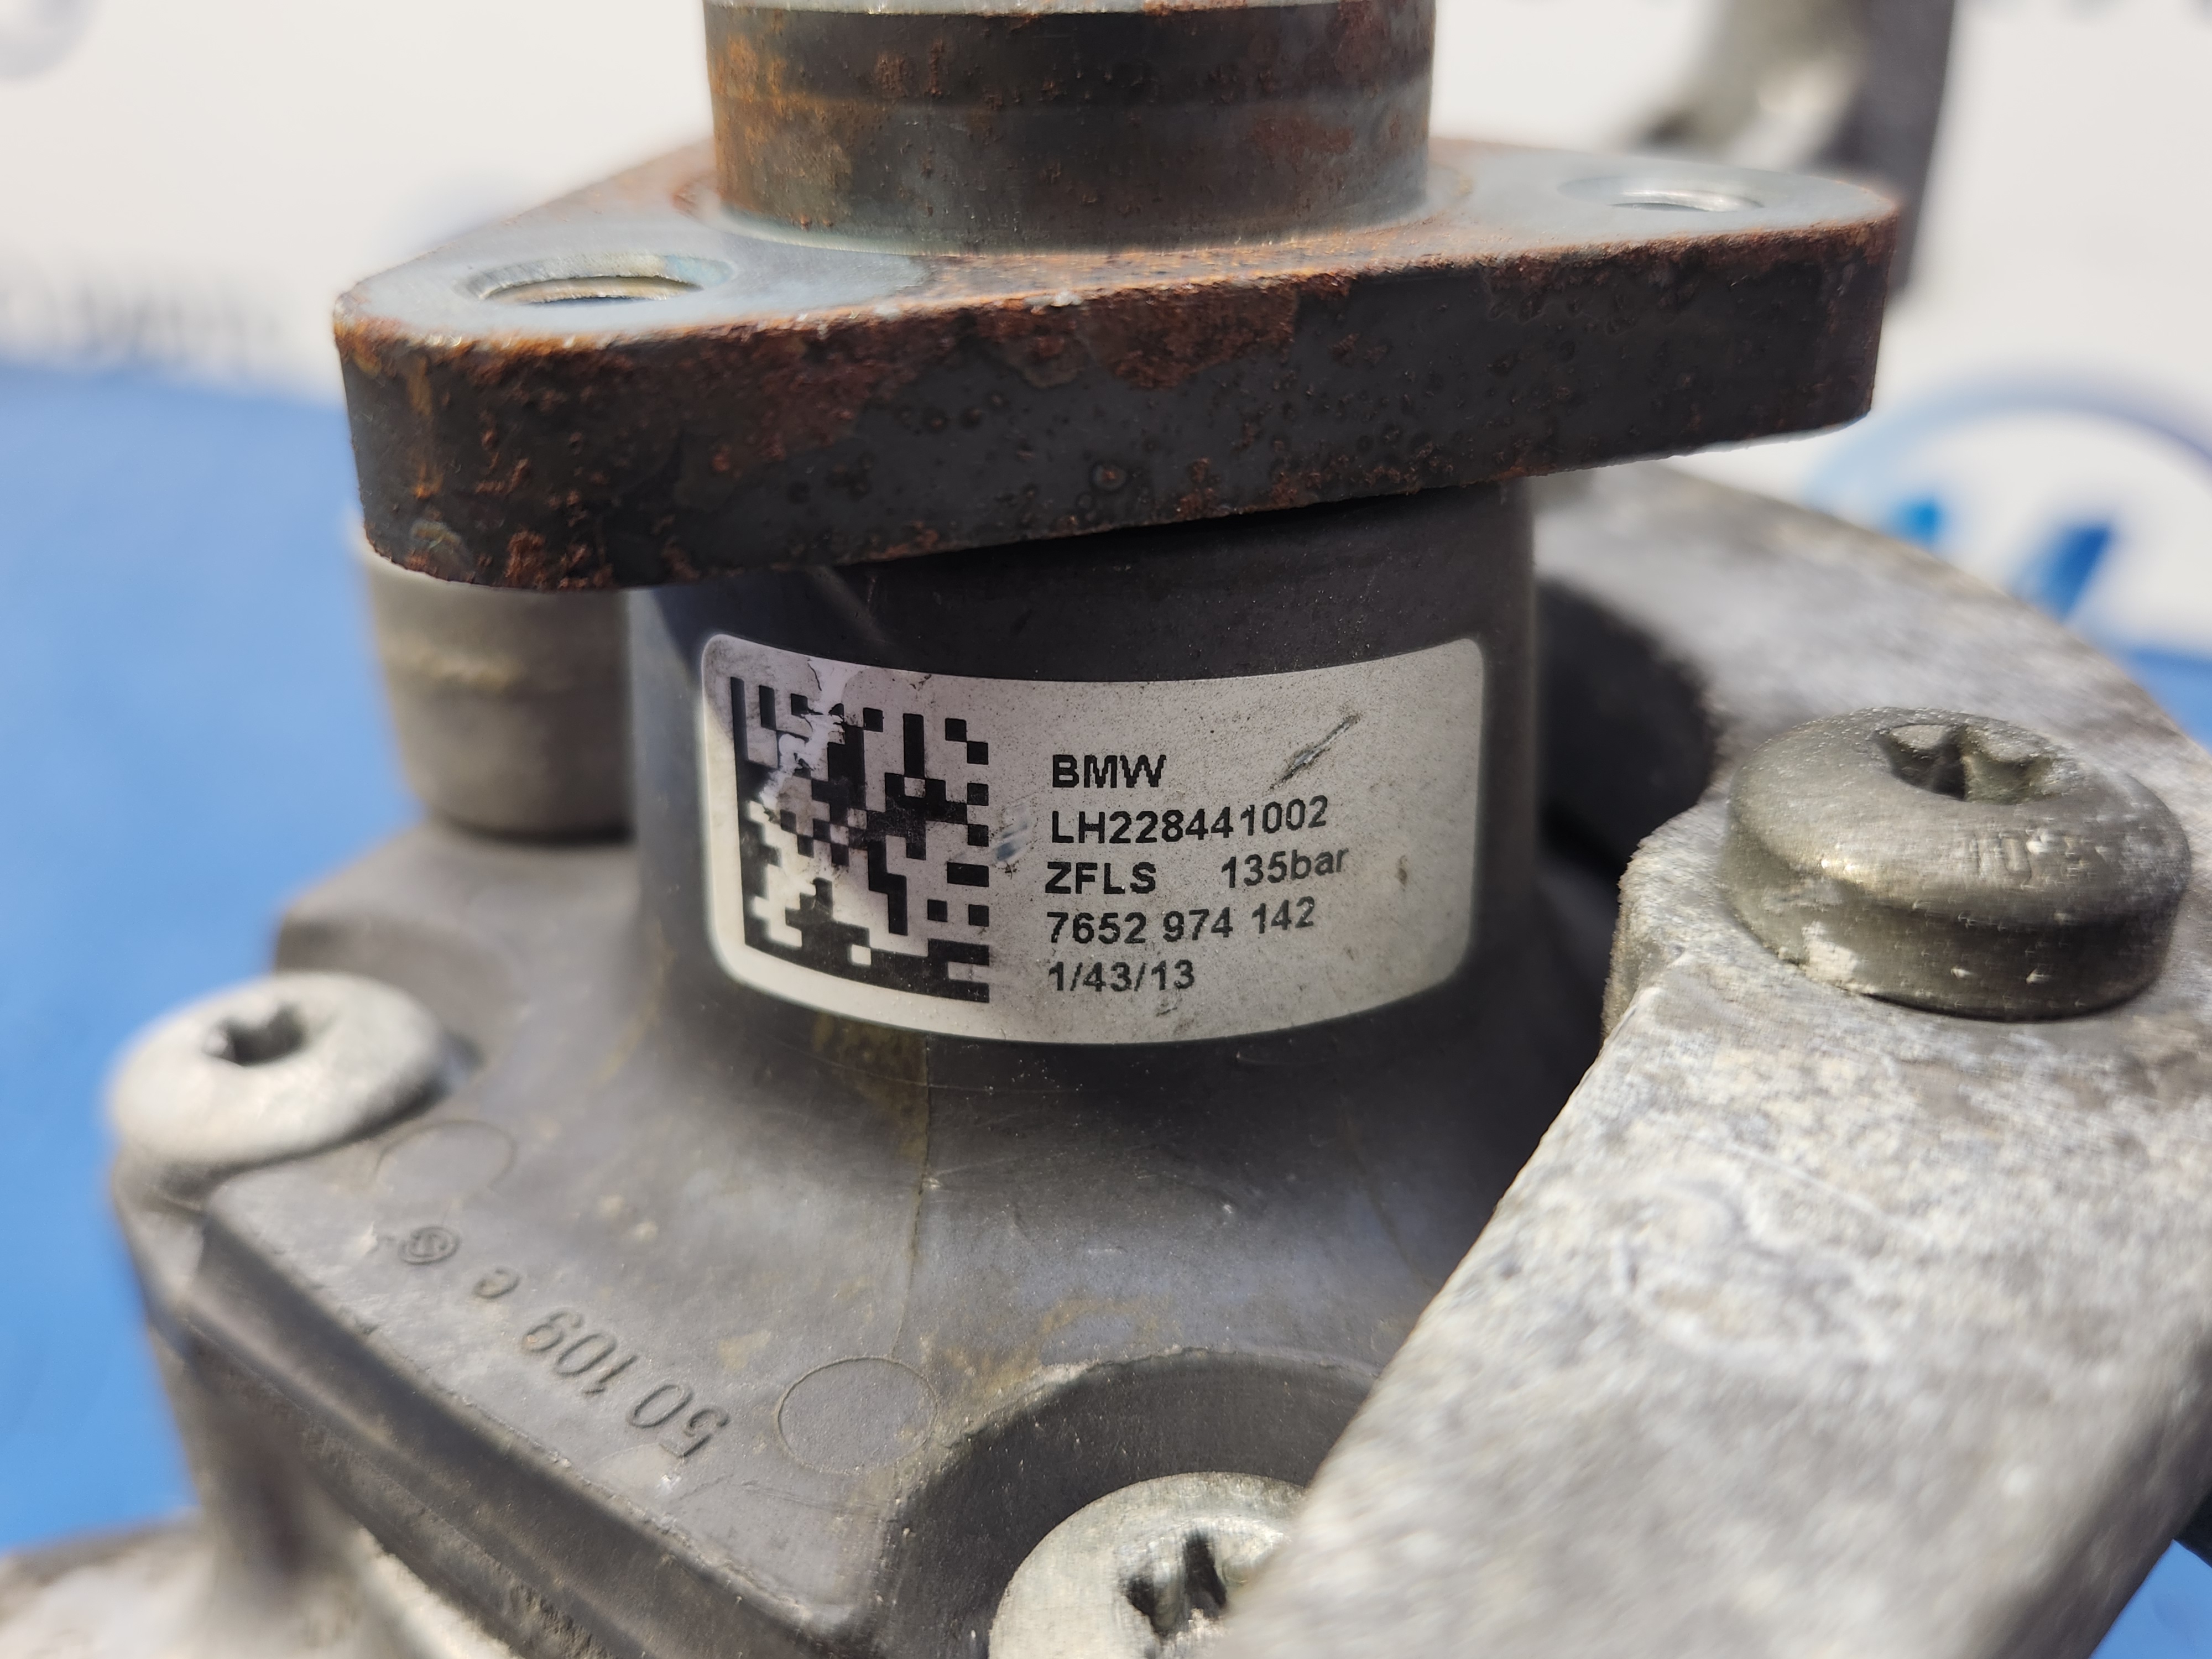 BMW
LH228441002
ZFLS 135bar
7652 974 142
1/43/13
50 109 e